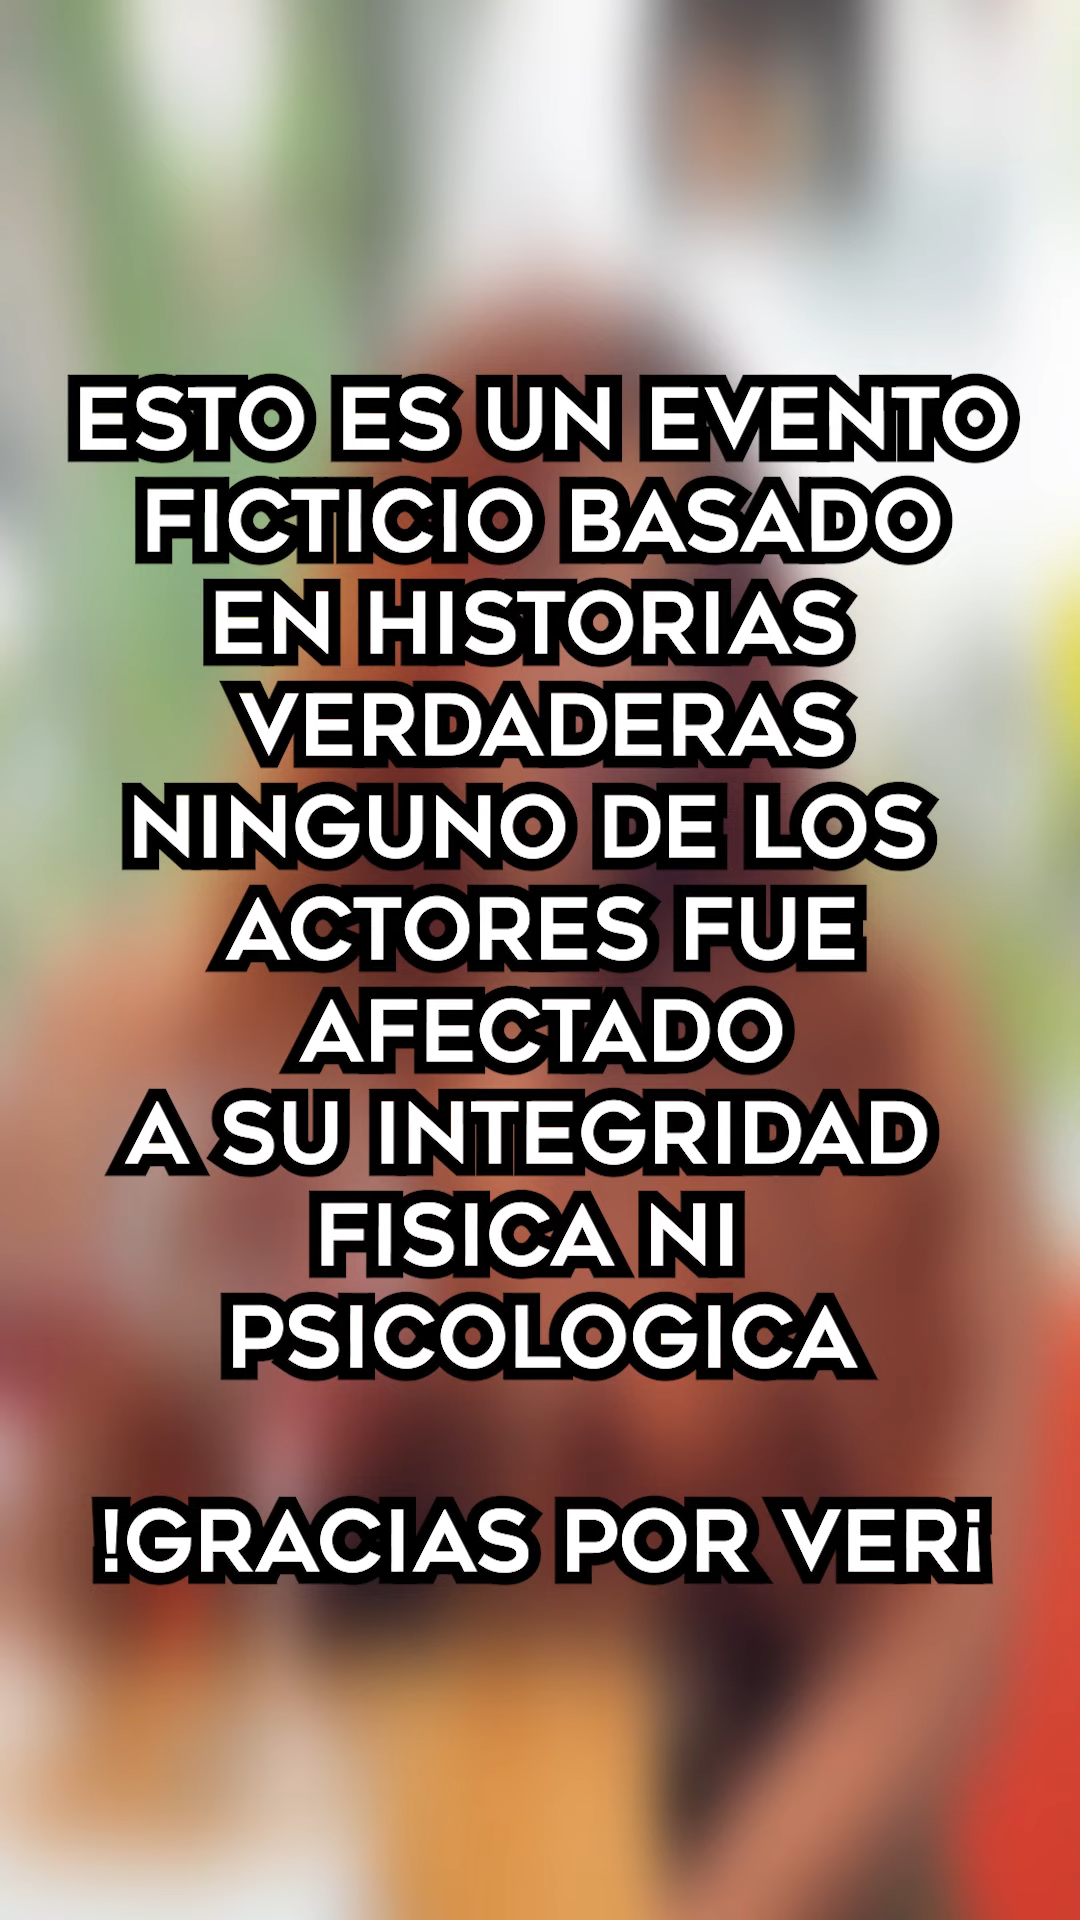 ESTO ES UN EVENTO
FICTICIO BASADO
EN HISTORIAS
VERDADERAS
NINGUNO DE LOS
ACTORES FUE
AFECTADO
A SU INTEGRIDAD
FISICA NI
PSICOLOGICA
!GRACIAS POR VER¡